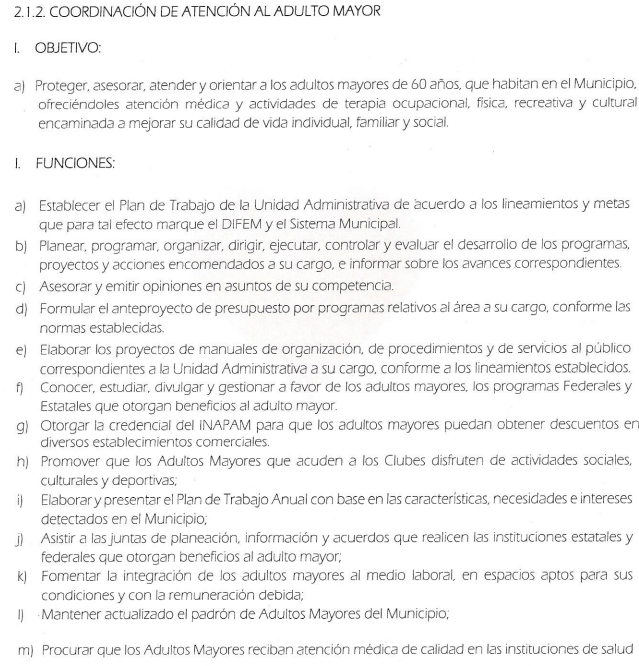 2.1.2. COORDINACIÓN DE ATENCIÓN AL ADULTO MAYOR
I. OBJETIVO:
a) Proteger, asesorar, atender y orientar a los adultos mayores de 60 años, que habitan en el Municipio,
ofreciéndoles atención médica y actividades de terapia ocupacional, física, recreativa y cultural
encaminada a mejorar su calidad de vida individual, familiar y social.
I. FUNCIONES:
a) Establecer el Plan de Trabajo de la Unidad Administrativa de acuerdo a los lineamientos y metas
que para tal efecto marque el DIFEM y el Sistema Municipal.
b) Planear, programar, organizar, dirigir, ejecutar, controlar y evaluar el desarrollo de los programas,
proyectos y acciones encomendados a su cargo, e informar sobre los avances correspondientes.
c) Asesorar y emitir opiniones en asuntos de su competencia.
d) Formular el anteproyecto de presupuesto por programas relativos al área a su cargo, conforme las
normas establecidas.
e) Elaborar los proyectos de manuales de organización, de procedimientos y de servicios al público
correspondientes a la Unidad Administrativa a su cargo, conforme a los lineamientos establecidos.
f) Conocer, estudiar, divulgar y gestionar a favor de los adultos mayores, los programas Federales y
Estatales que otorgan beneficios al adulto mayor.
g) Otorgar la credencial del INAPAM para que los adultos mayores puedan obtener descuentos en
diversos establecimientos comerciales.
h) Promover que los Adultos Mayores que acuden a los Clubes disfruten de actividades sociales,
culturales y deportivas;
i) Elaborar y presentar el Plan de Trabajo Anual con base en las características, necesidades e intereses
detectados en el Municipio;
j) Asistir a las juntas de planeación, información y acuerdos que realicen las instituciones estatales y
federales que otorgan beneficios al adulto mayor;
k) Fomentar la integración de los adultos mayores al medio laboral, en espacios aptos para sus
condiciones y con la remuneración debida;
l) Mantener actualizado el padrón de Adultos Mayores del Municipio;
m) Procurar que los Adultos Mayores reciban atención médica de calidad en las instituciones de salud